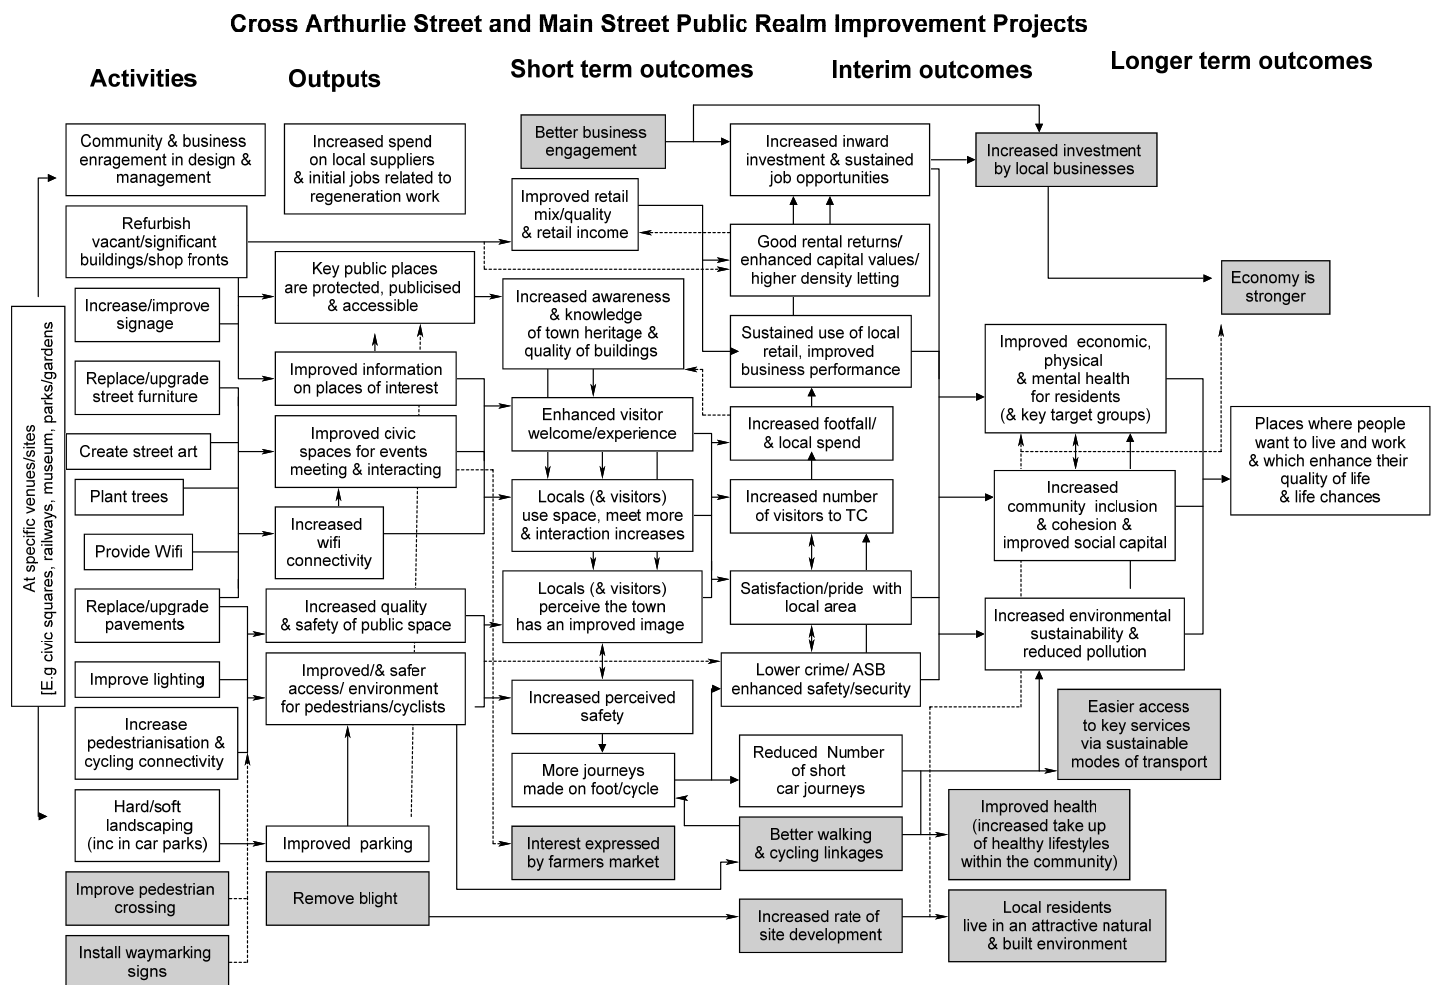 Cross Arthurlie Street and Main Street Public Realm Improvement Projects
Activities
Outputs
Short term outcomes
Interim outcomes
Longer term outcomes
At specific venues/sites
[E.g civic squares, railways, museum, parks/gardens
Community & business
enragement in design &
management
Refurbish
vacant/significant
buildings/shop fronts
Increase/improve
signage
Replace/upgrade
street furniture
Create street art
Plant trees
Provide Wifi
Replace/upgrade
pavements
Improve lighting
Increase
pedestrianisation &
cycling connectivity
Hard/soft
landscaping
(inc in car parks)
Improve pedestrian
crossing
Install waymarking
signs
Increased spend
on local suppliers
& initial jobs related to
regeneration work
Key public places
are protected, publicised
& accessible
Improved information
on places of interest
Improved civic
spaces for events
meeting & interacting
Increased
wifi
connectivity
Increased quality
& safety of public space
Improved/& safer
access/ environment
for pedestrians/cyclists
Improved parking
Remove blight
Better business
engagement
Improved retail
mix/quality
& retail income
Increased awareness
& knowledge
of town heritage &
quality of buildings
Enhanced visitor
welcome/experience
Locals (& visitors)
use space, meet more
& interaction increases
Locals (& visitors)
perceive the town
has an improved image
Increased perceived
safety
More journeys
made on foot/cycle
Interest expressed
by farmers market
Increased inward
investment & sustained
job opportunities
Good rental returns/
enhanced capital values/
higher density letting
Sustained use of local
retail, improved
business performance
Increased footfall/
& local spend
Increased number
of visitors to TC
Satisfaction/pride with
local area
Lower crime/ ASB
enhanced safety/security
Reduced Number
of short
car journeys
Better walking
& cycling linkages
Increased rate of
site development
Increased investment
by local businesses
Economy is
stronger
Improved economic,
physical
& mental health
for residents
(& key target groups)
Increased
community inclusion
& cohesion &
improved social capital
Increased environmental
sustainability &
reduced pollution
Places where people
want to live and work
& which enhance their
quality of life
& life chances
Easier access
to key services
via sustainable
modes of transport
Improved health
(increased take up
of healthy lifestyles
within the community)
Local residents
live in an attractive natural
& built environment